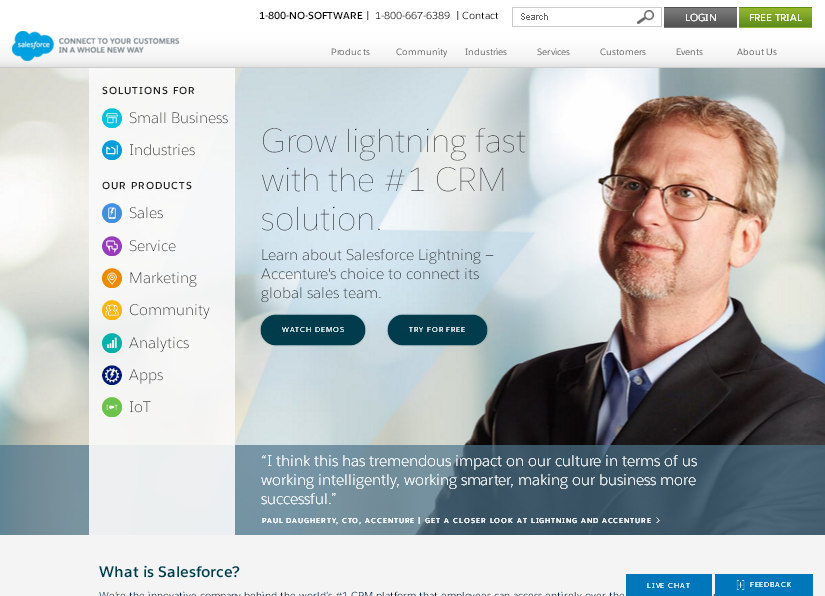 1-800-NO-SOFTWARE | 1-800-667-6389 | Contact
Search
LOGIN
FREE TRIAL
salesforce
CONNECT TO YOUR CUSTOMERS
IN A WHOLE NEW WAY
Products Community Industries Services Customers Events About Us
SOLUTIONS FOR
Small Business
Industries
OUR PRODUCTS
Sales
Service
Marketing
Community
Analytics
Apps
IoT
Grow lightning fast
with the #1 CRM
solution.
Learn about Salesforce Lightning –
Accenture's choice to connect its
global sales team.
WATCH DEMOS
TRY FOR FREE
“I think this has tremendous impact on our culture in terms of us
working intelligently, working smarter, making our business more
successful.”
PAUL DAUGHERTY, CTO, ACCENTURE | GET A CLOSER LOOK AT LIGHTNING AND ACCENTURE >
What is Salesforce?
We're the innovative company behind the world's #1 CRM platform that employees can access entirely over the
LIVE CHAT
[+] FEEDBACK